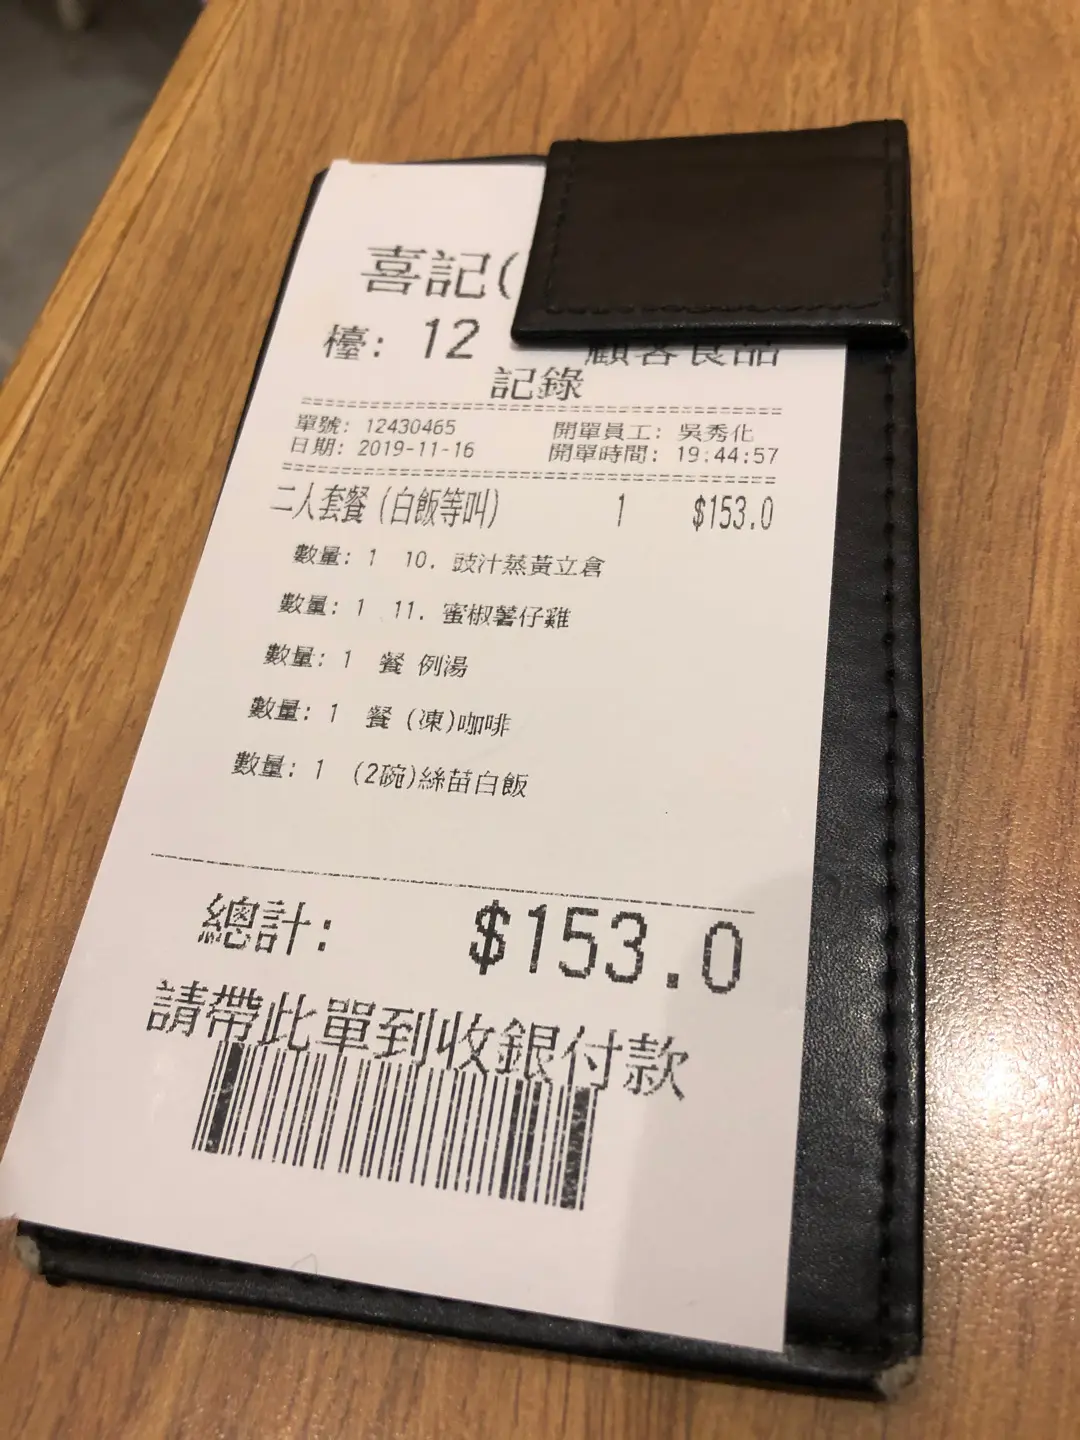 喜記(
檯: 12 顧客食品
記錄
單號: 12430465 開單員工: 吳秀化
日期: 2019-11-16 開單時間: 19:44:57
二人套餐(白飯等叫) 1 $153.0
數量: 1 10. 豉汁蒸黃立倉
數量: 1 11. 蜜椒薯仔雞
數量: 1 餐 例湯
數量: 1 餐 (凍)咖啡
數量: 1 (2碗)絲苗白飯
總計: $153.0
請帶此單到收銀付款